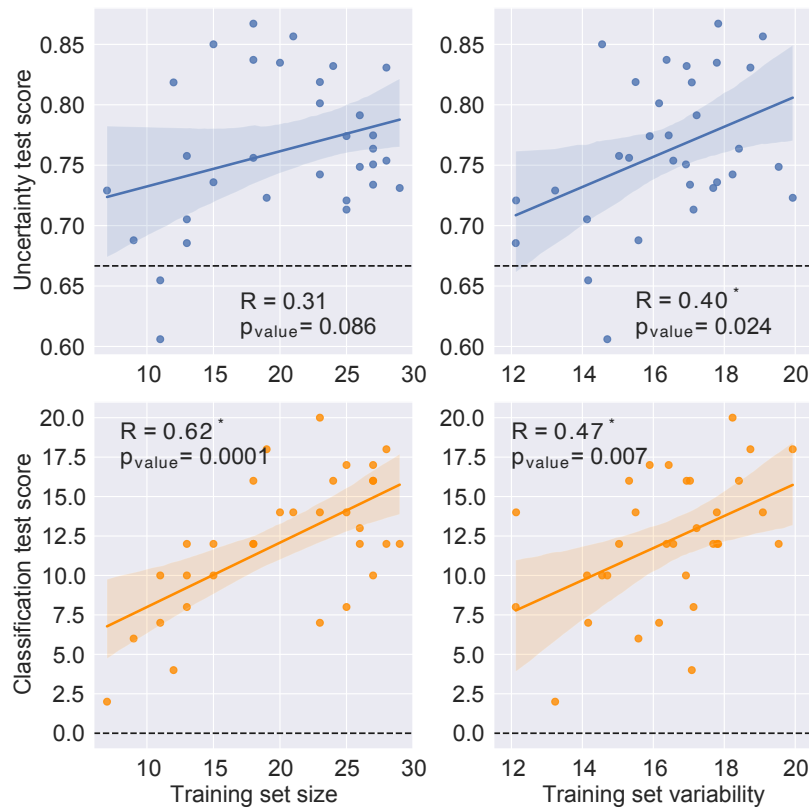 Uncertainty test score
0.85
0.80
0.75
0.70
0.65
0.60
R = 0.31
pvalue = 0.086
10 15 20 25 30
0.85
0.80
0.75
0.70
0.65
0.60
R = 0.40 *
pvalue = 0.024
12 14 16 18 20
Classification test score
20.0
17.5
15.0
12.5
10.0
7.5
5.0
2.5
0.0
R = 0.62 *
pvalue = 0.0001
10 15 20 25 30
Training set size
20.0
17.5
15.0
12.5
10.0
7.5
5.0
2.5
0.0
R = 0.47 *
pvalue = 0.007
12 14 16 18 20
Training set variability